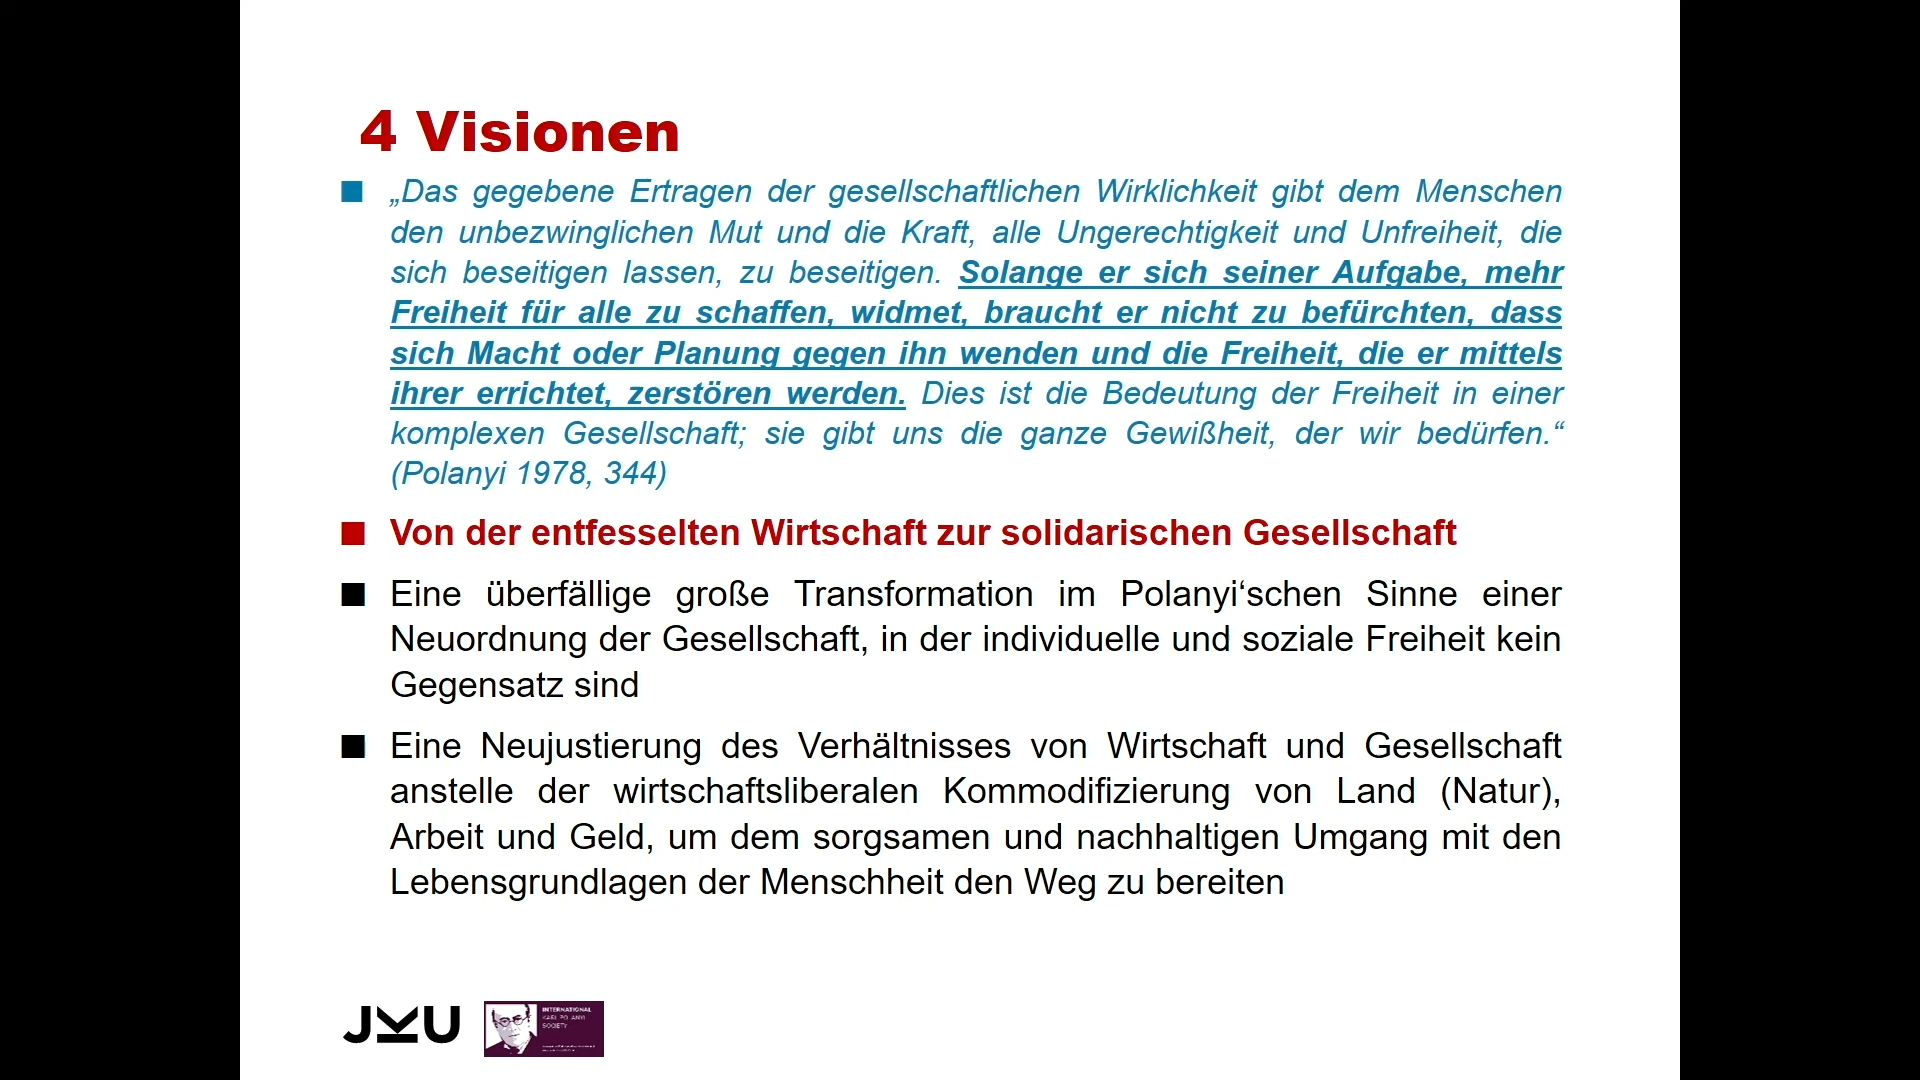 4 Visionen
„Das gegebene Ertragen der gesellschaftlichen Wirklichkeit gibt dem Menschen
den unbezwinglichen Mut und die Kraft, alle Ungerechtigkeit und Unfreiheit, die
sich beseitigen lassen, zu beseitigen. Solange er sich seiner Aufgabe, mehr
Freiheit für alle zu schaffen, widmet, braucht er nicht zu befürchten, dass
sich Macht oder Planung gegen ihn wenden und die Freiheit, die er mittels
ihrer errichtet, zerstören werden. Dies ist die Bedeutung der Freiheit in einer
komplexen Gesellschaft; sie gibt uns die ganze Gewißheit, der wir bedürfen.“
(Polanyi 1978, 344)
Von der entfesselten Wirtschaft zur solidarischen Gesellschaft
Eine überfällige große Transformation im Polanyi‘schen Sinne einer
Neuordnung der Gesellschaft, in der individuelle und soziale Freiheit kein
Gegensatz sind
Eine Neujustierung des Verhältnisses von Wirtschaft und Gesellschaft
anstelle der wirtschaftsliberalen Kommodifizierung von Land (Natur),
Arbeit und Geld, um dem sorgsamen und nachhaltigen Umgang mit den
Lebensgrundlagen der Menschheit den Weg zu bereiten
JKU
INTERNATIONAL
KARL POLANYI
SOCIETY